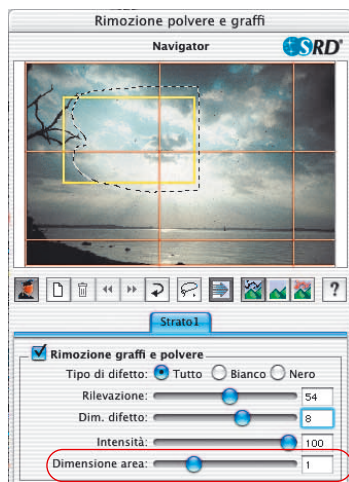 Rimozione polvere e graffi
Navigator
SRD
?
Strato1
Rimozione graffi e polvere
Tipo di difetto: Tutto Bianco Nero
Rilevazione: 54
Dim. difetto: 8
Intensità: 100
Dimensione area: 1